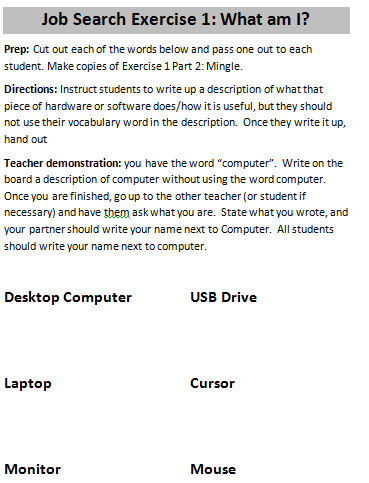 Job Search Exercise 1: What am I?
Prep: Cut out each of the words below and pass one out to each
student. Make copies of Exercise 1 Part 2: Mingle.
Directions: Instruct students to write up a description of what that
piece of hardware or software does/how it is useful, but they should
not use their vocabulary word in the description. Once they write it up,
hand out
Teacher demonstration: you have the word “computer”. Write on the
board a description of computer without using the word computer.
Once you are finished, go up to the other teacher (or student if
necessary) and have them ask what you are. State what you wrote, and
your partner should write your name next to Computer. All students
should write your name next to computer.
Desktop Computer USB Drive
Laptop Cursor
Monitor Mouse